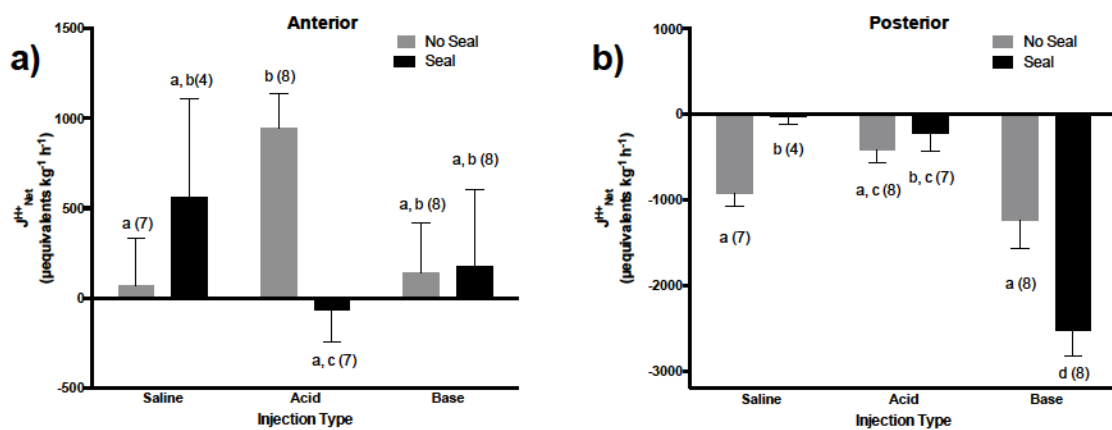 a)
Anterior
No Seal
Seal
J^H+_Net
(µequivalents kg⁻¹ h⁻¹)
1500
1000
500
0
-500
a (7)
a, b(4)
b (8)
a, c (7)
a, b (8)
a, b (8)
Saline Acid Base
Injection Type
b)
Posterior
No Seal
Seal
J^H+_Net
(µequivalents kg⁻¹ h⁻¹)
1000
0
-1000
-2000
-3000
a (7)
b (4)
a, c (8)
b, c (7)
a (8)
d (8)
Saline Acid Base
Injection Type